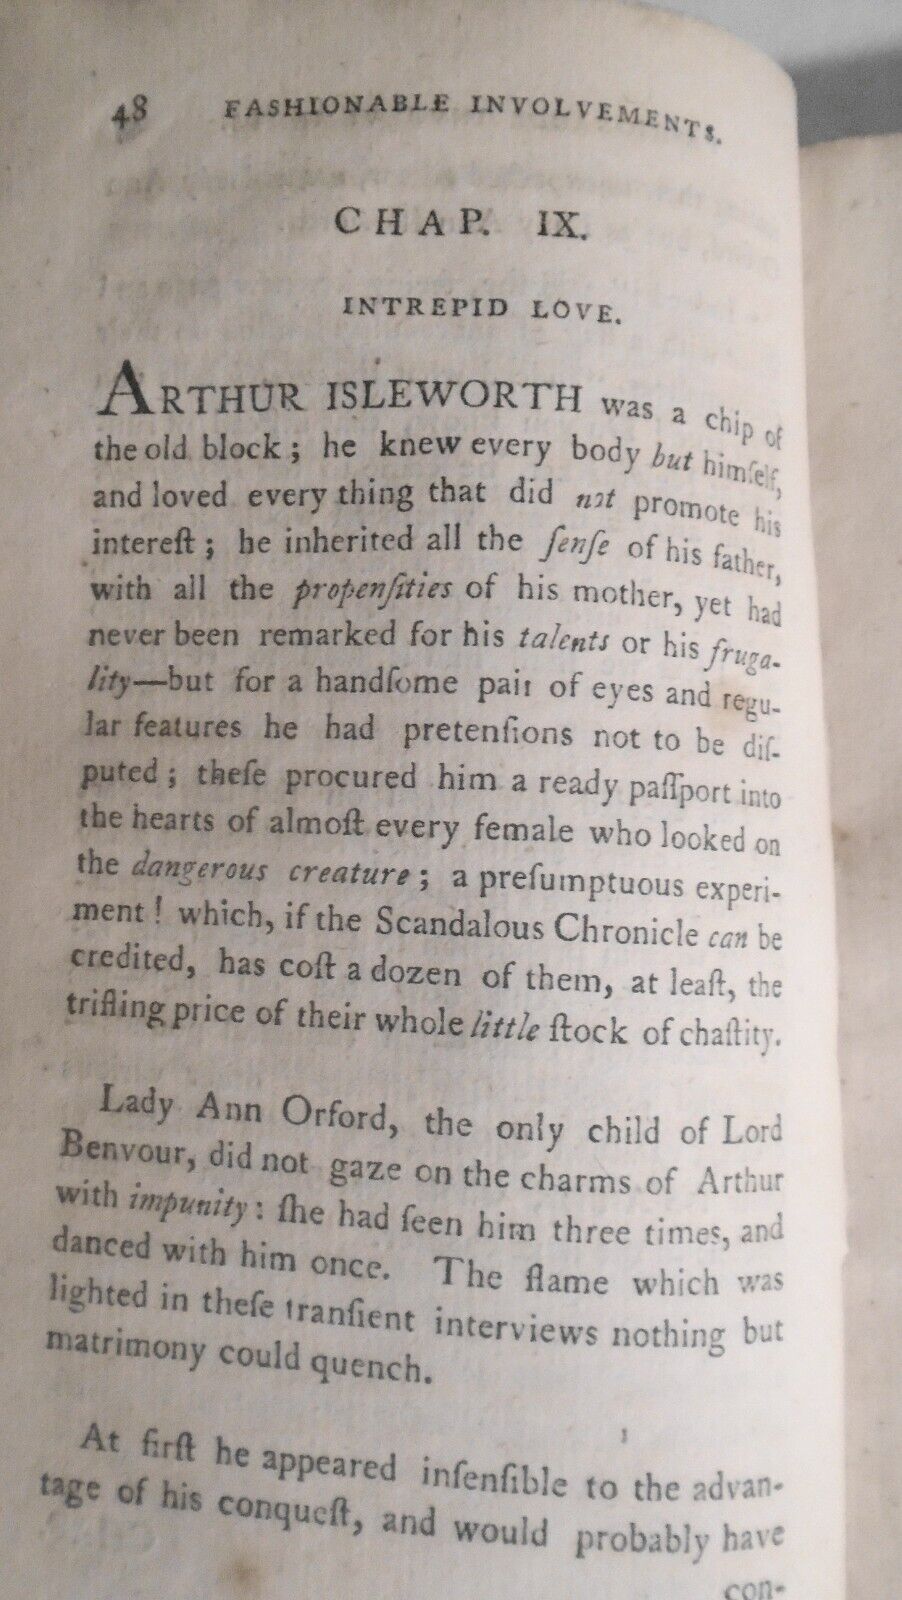 48 FASHIONABLE INVOLVEMENTS.
CHAP. IX.
INTREPID LOVE.
ARTHUR ISLEWORTH was a chip of
the old block; he knew every body but himſelf,
and loved every thing that did not promote his
intereſt; he inherited all the ſenſe of his father,
with all the propenſities of his mother, yet had
never been remarked for his talents or his fruga-
lity—but for a handſome pair of eyes and regu-
lar features he had pretenſions not to be diſ-
puted; theſe procured him a ready paſſport into
the hearts of almoſt every female who looked on
the dangerous creature; a preſumptuous experi-
ment! which, if the Scandalous Chronicle can be
credited, has coſt a dozen of them, at leaſt, the
trifling price of their whole little ſtock of chaſtity.
Lady Ann Orford, the only child of Lord
Benvour, did not gaze on the charms of Arthur
with impunity: ſhe had ſeen him three times, and
danced with him once. The flame which was
lighted in theſe tranſient interviews nothing but
matrimony could quench.
At firſt he appeared inſenſible to the advan-
tage of his conqueſt, and would probably have
con-